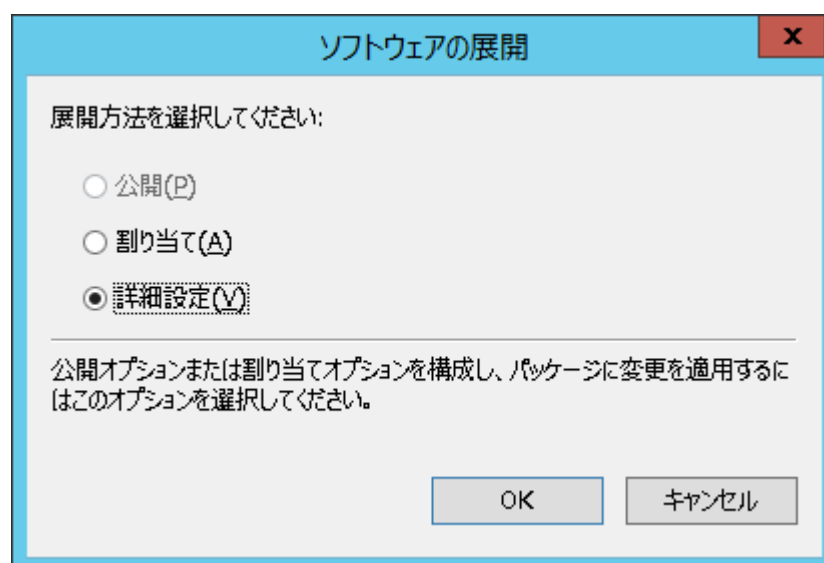 ソフトウェアの展開
x
展開方法を選択してください:
公開(P)
割り当て(A)
詳細設定(V)
公開オプションまたは割り当てオプションを構成し、パッケージに変更を適用するに
はこのオプションを選択してください。
OK
キャンセル